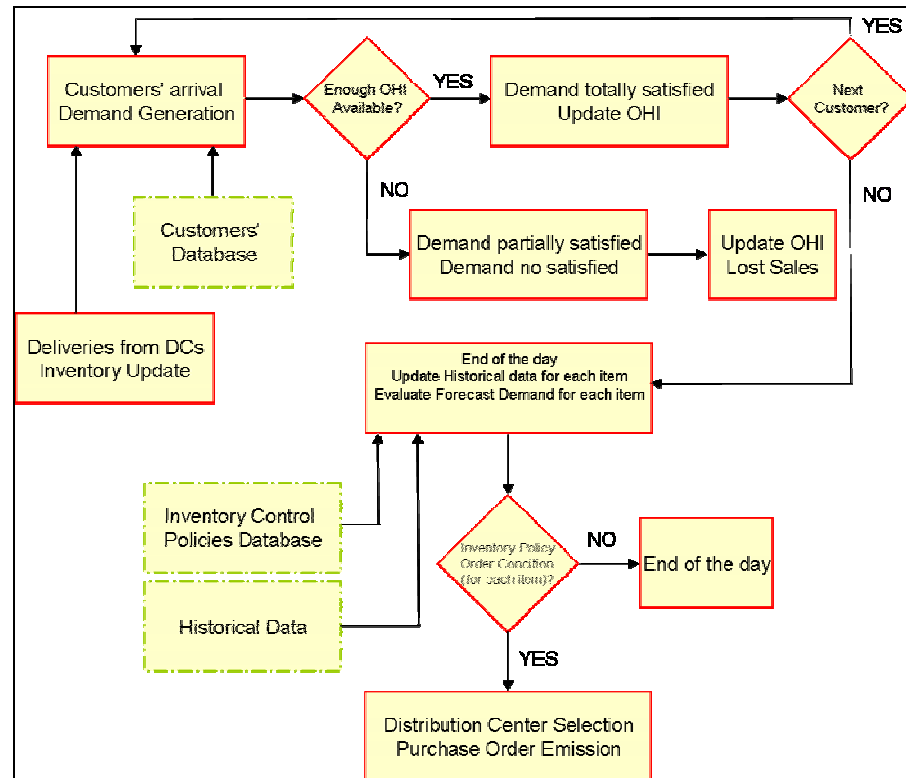 YES
Customers' arrival
Demand Generation
Enough OHI
Available?
YES
Demand totally satisfied
Update OHI
Next
Customer?
NO
NO
Customers'
Database
Demand partially satisfied
Demand no satisfied
Update OHI
Lost Sales
Deliveries from DCs
Inventory Update
End of the day
Update Historical data for each item
Evaluate Forecast Demand for each item
Inventory Control
Policies Database
Inventory Policy
Order Condition
(for each item)?
NO
End of the day
Historical Data
YES
Distribution Center Selection
Purchase Order Emission